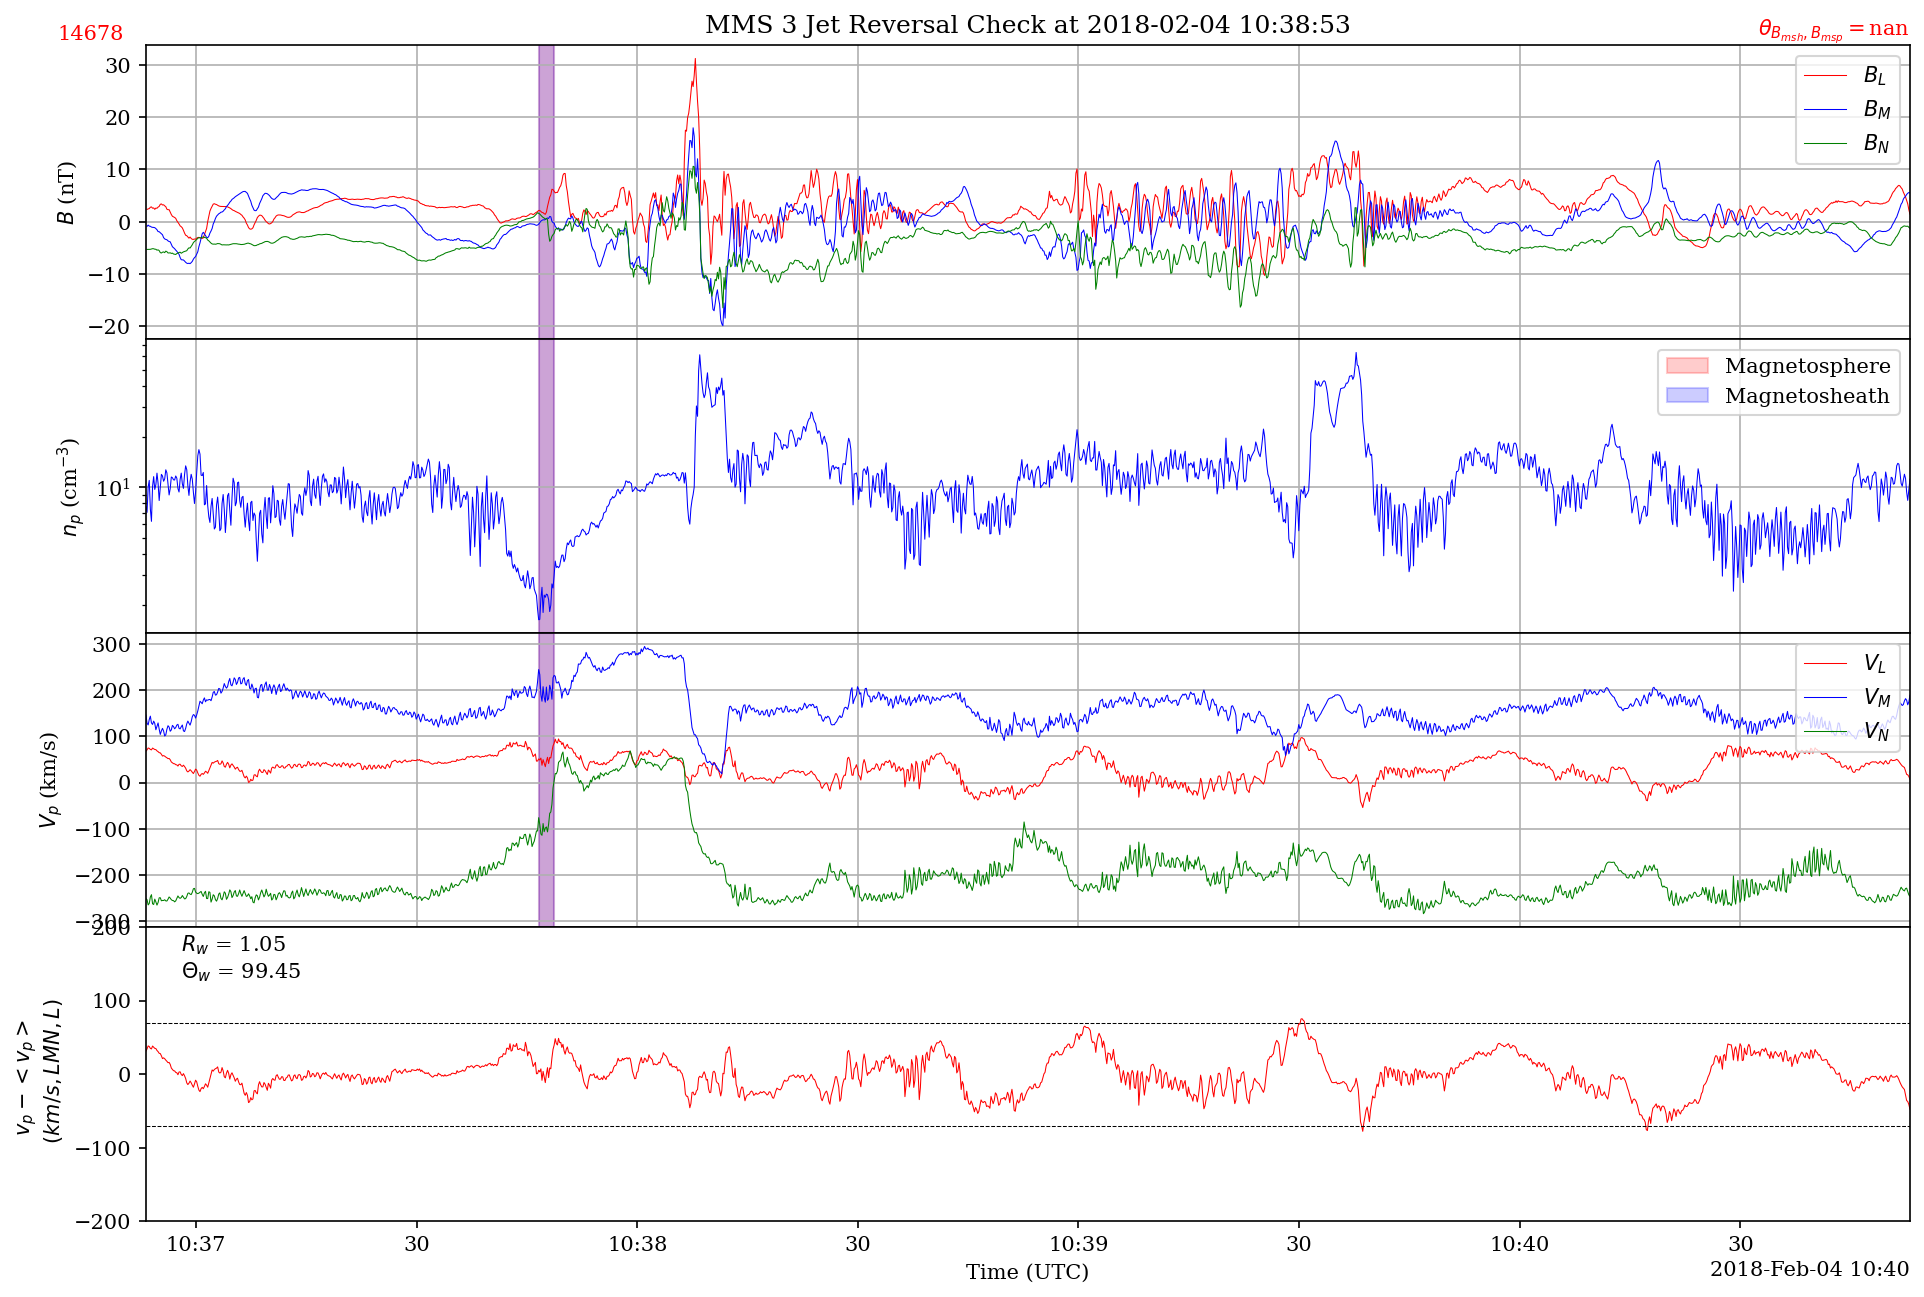 MMS 3 Jet Reversal Check at 2018-02-04 10:38:53
14678
θ_{B_{msh}, B_{msp}} = nan
30
20
10
0
−10
−20
B (nT)
B_L
B_M
B_N
10^1
n_p (cm^{−3})
Magnetosphere
Magnetosheath
300
200
100
0
−100
−200
−300
V_p (km/s)
V_L
V_M
V_N
200
100
0
−100
−200
v_p − < v_p >
(km/s, LMN, L)
R_w = 1.05
Θ_w = 99.45
10:37 30 10:38 30 10:39 30 10:40 30
Time (UTC)
2018-Feb-04 10:40